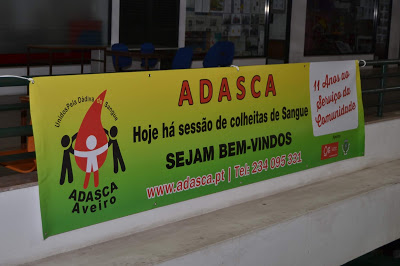 ADASCA
11 Anos ao
Serviço da
Comunidade
Unidos Pela Dádiva de Sangue
Hoje há sessão de colheitas de Sangue
SEJAM BEM-VINDOS
www.adasca.pt | Tel: 234 095 331
ADASCA
Aveiro